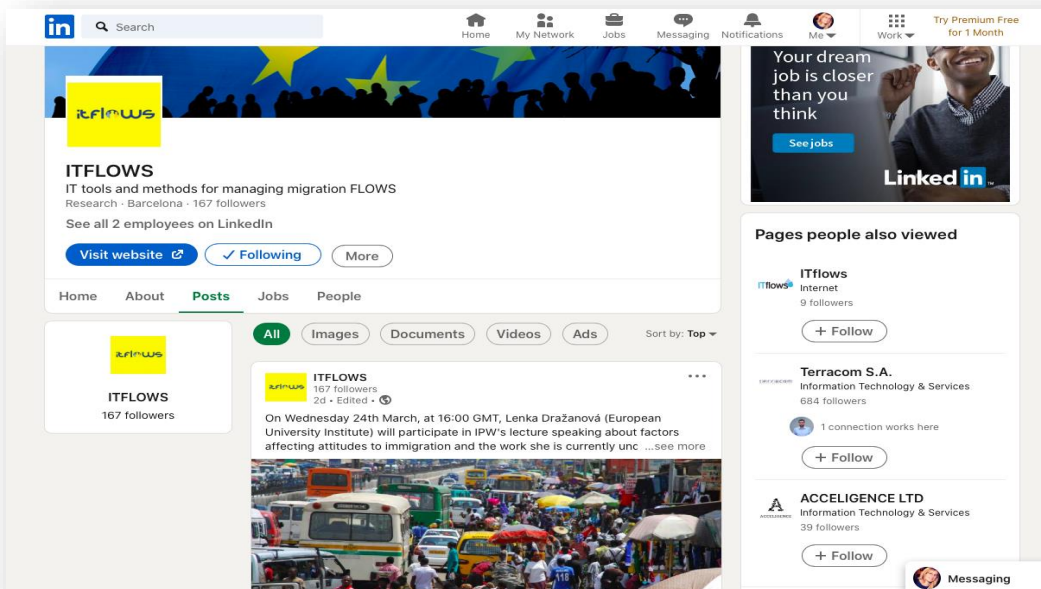 in
Search
Home
My Network
Jobs
Messaging
Notifications
Me
Work
Try Premium Free
for 1 Month
itflows
ITFLOWS
IT tools and methods for managing migration FLOWS
Research · Barcelona · 167 followers
See all 2 employees on LinkedIn
Visit website
Following
More
Home
About
Posts
Jobs
People
itflows
ITFLOWS
167 followers
All
Images
Documents
Videos
Ads
Sort by: Top
itflows
ITFLOWS
167 followers
2d • Edited •
On Wednesday 24th March, at 16:00 GMT, Lenka Dražanová (European
University Institute) will participate in IPW's lecture speaking about factors
affecting attitudes to immigration and the work she is currently unc ...see more
118
Your dream
job is closer
than you
think
See jobs
Linked in
Pages people also viewed
ITflows
ITflows
Internet
9 followers
+ Follow
Terracom S.A.
Information Technology & Services
684 followers
1 connection works here
+ Follow
ACCELIGENCE
ACCELIGENCE LTD
Information Technology & Services
39 followers
+ Follow
Messaging